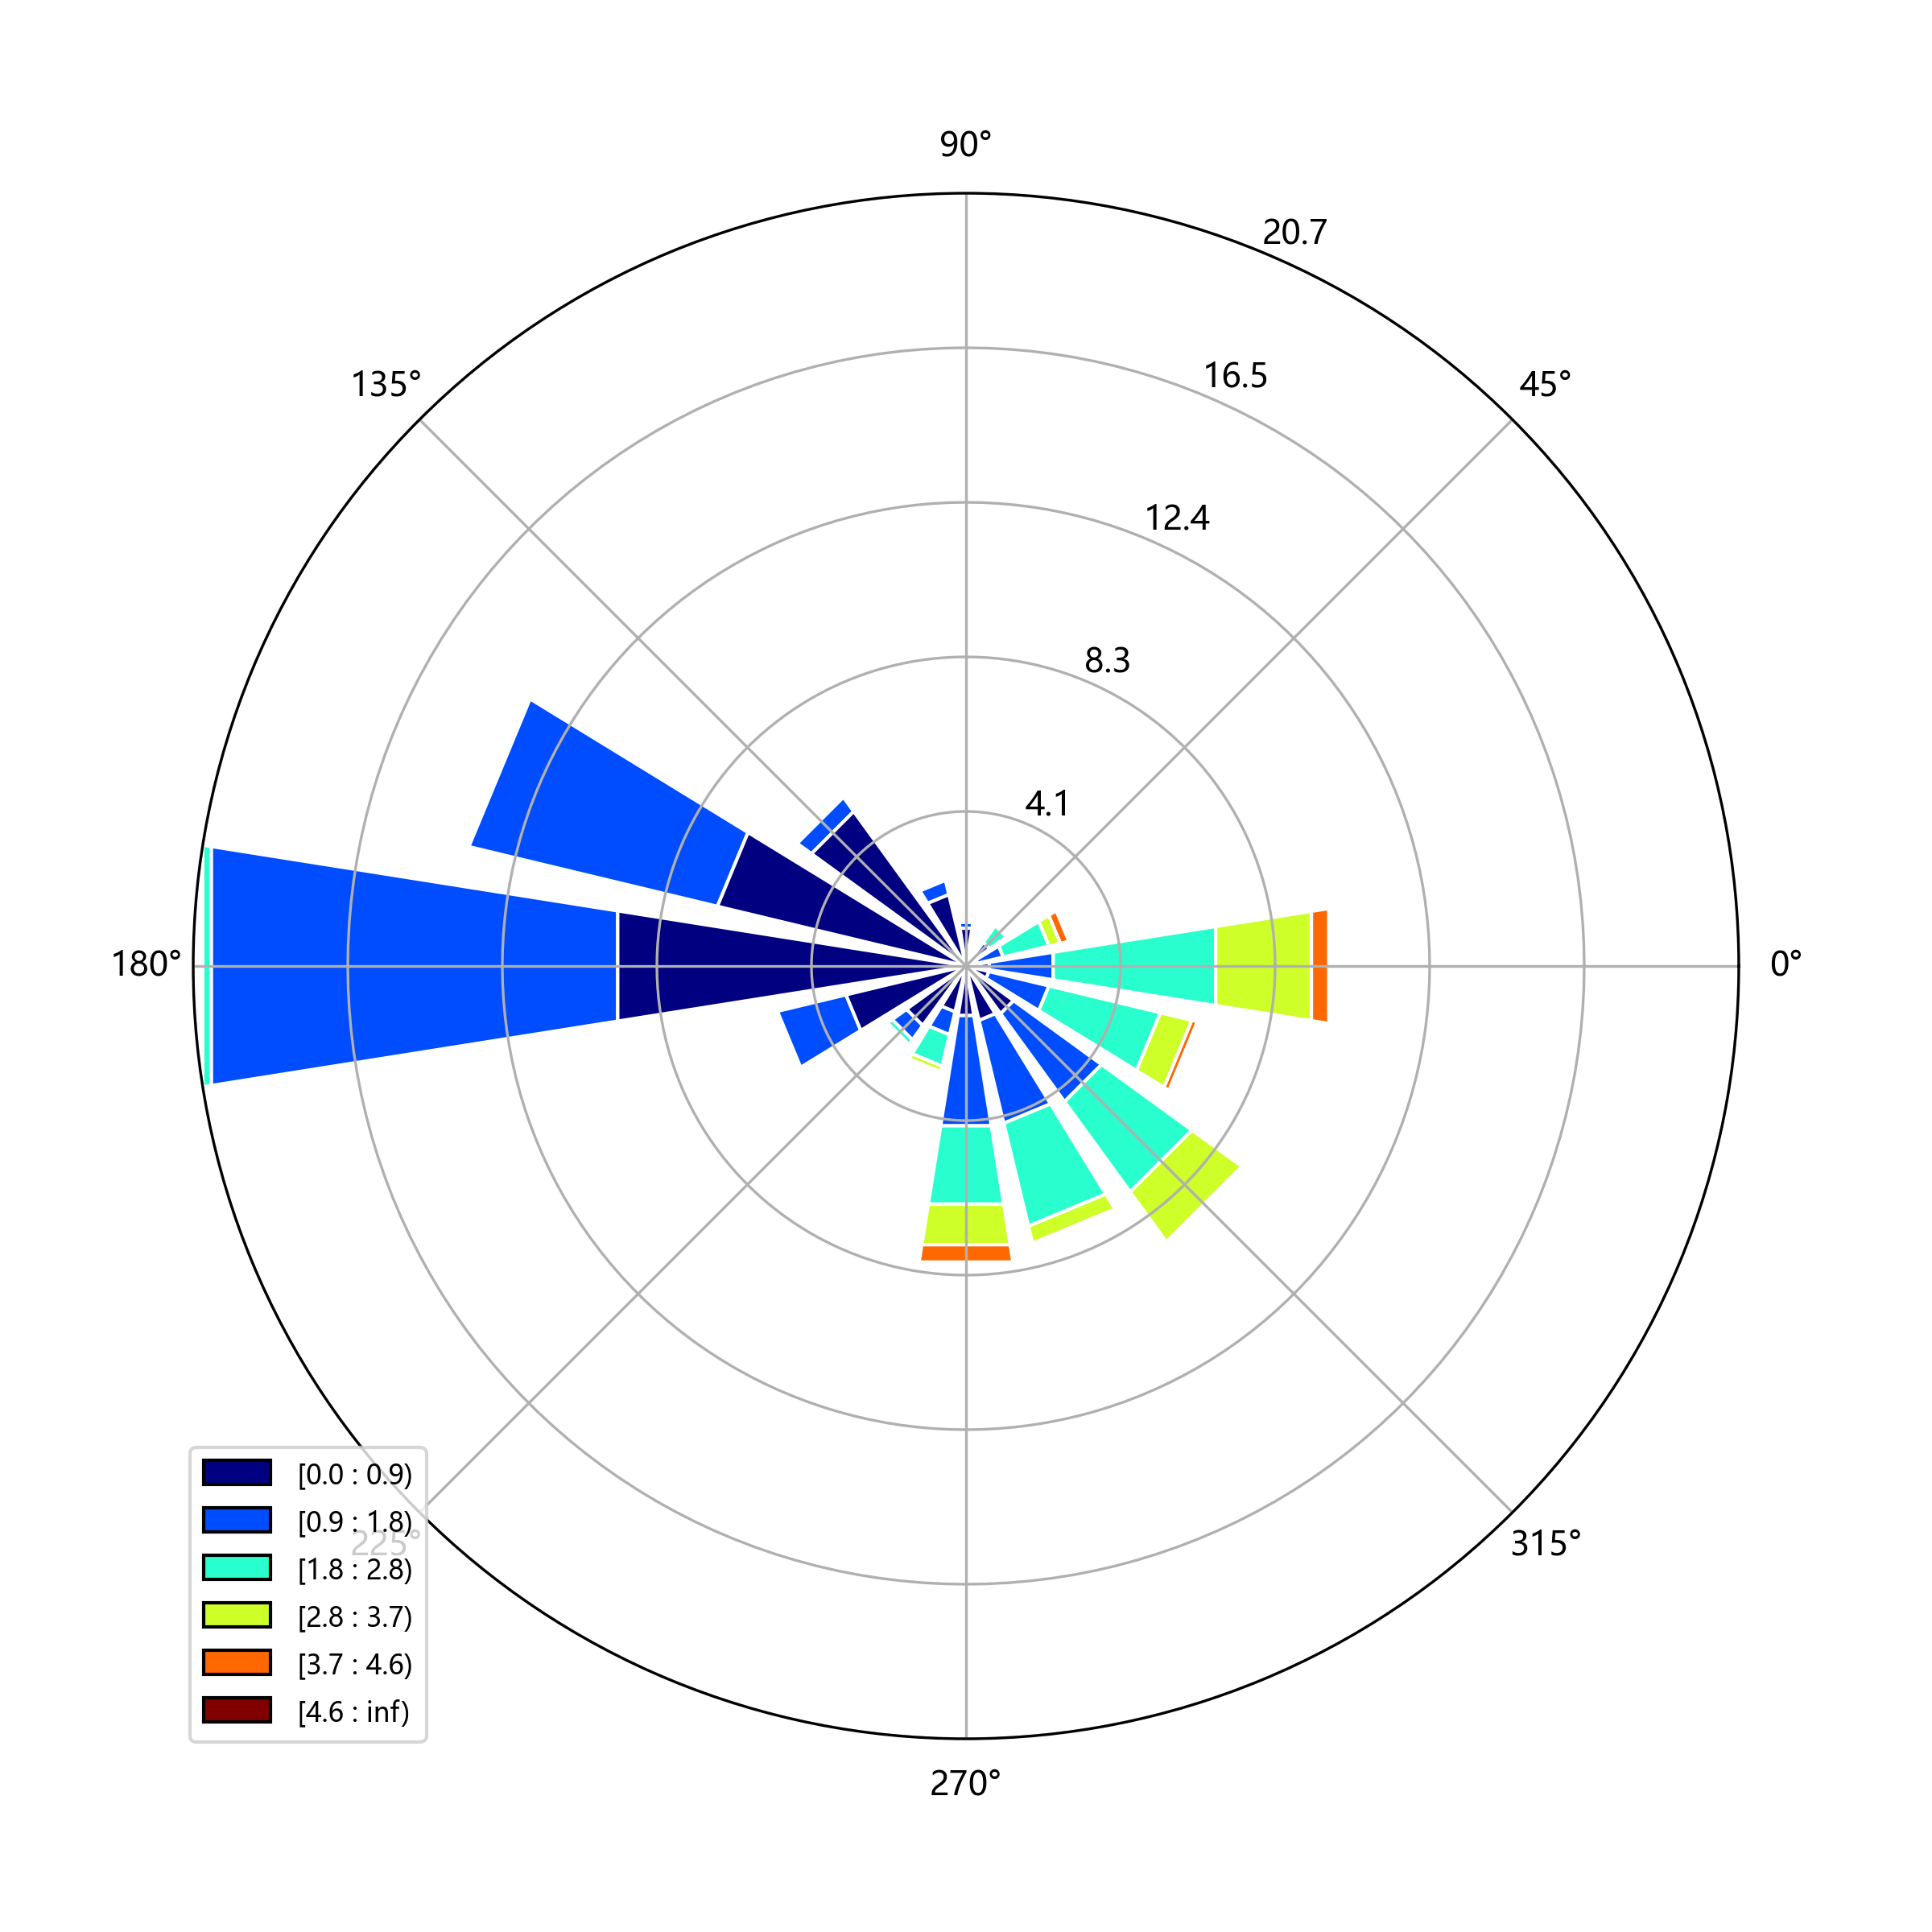 90°
20.7
16.5
135°
45°
12.4
8.3
4.1
180°
0°
[0.0 : 0.9)
[0.9 : 1.8)
225°
315°
[1.8 : 2.8)
[2.8 : 3.7)
[3.7 : 4.6)
[4.6 : inf)
270°